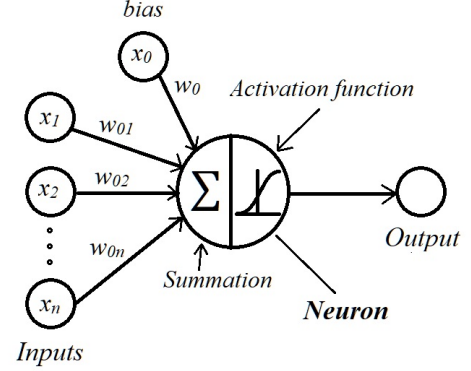 bias
x0
w0
Activation function
x1
w01
x2
w02
Σ
w0n
Output
Summation
xn
Neuron
Inputs